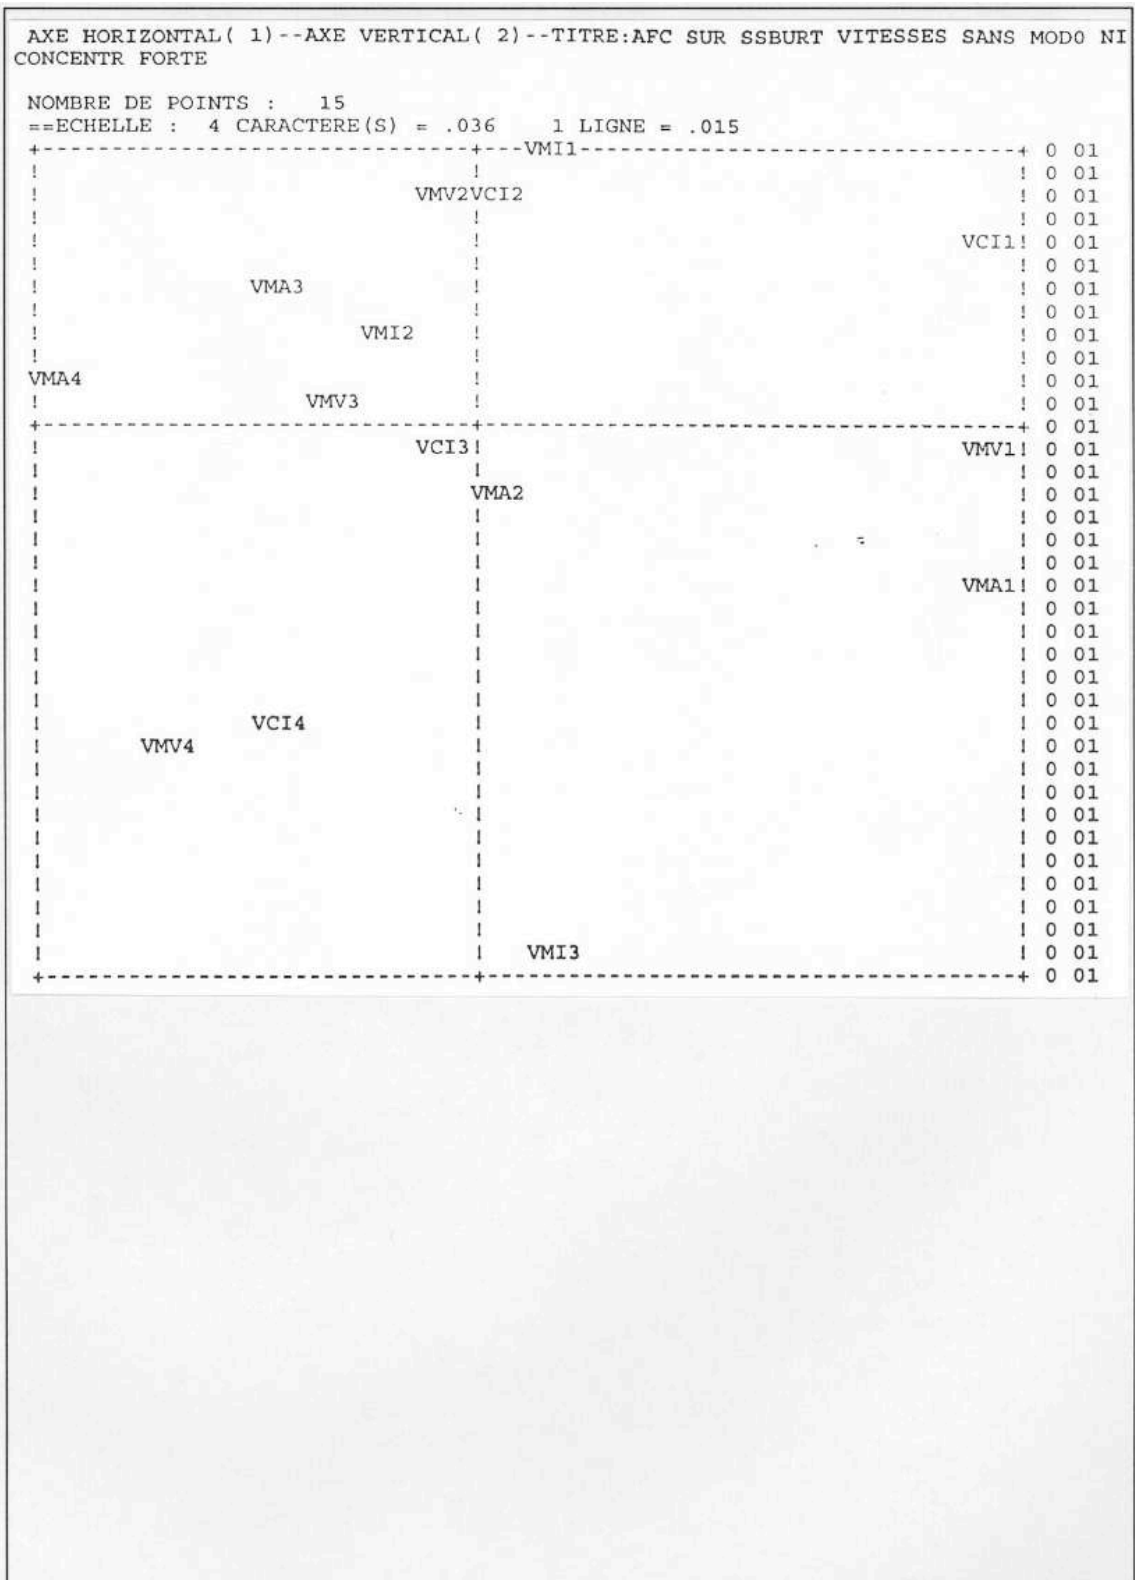 AXE HORIZONTAL( 1)--AXE VERTICAL( 2)--TITRE:AFC SUR SSBURT VITESSES SANS MOD0 NI
CONCENTR FORTE
NOMBRE DE POINTS :   15
==ECHELLE :  4 CARACTERE(S) = .036    1 LIGNE = .015
+-------------------------------+---VMI1-------------------------------+ 0 01
! ! ! 0 01
! VMV2VCI2 ! 0 01
! ! ! 0 01
! ! VCI1! 0 01
! ! ! 0 01
! VMA3 ! ! 0 01
! ! ! 0 01
! VMI2 ! ! 0 01
! ! ! 0 01
VMA4 ! ! 0 01
! VMV3 ! ! 0 01
+-------------------------------+--------------------------------------+ 0 01
! VCI3! VMV1! 0 01
! ! ! 0 01
! VMA2 ! 0 01
! ! ! 0 01
! ! ! 0 01
! ! ! 0 01
! ! VMA1! 0 01
! ! ! 0 01
! ! ! 0 01
! ! ! 0 01
! ! ! 0 01
! ! ! 0 01
! VCI4 ! ! 0 01
! VMV4 ! ! 0 01
! ! ! 0 01
! ! ! 0 01
! ! ! 0 01
! ! ! 0 01
! ! ! 0 01
! ! ! 0 01
! ! ! 0 01
! ! ! 0 01
! ! VMI3 ! 0 01
+-------------------------------+--------------------------------------+ 0 01